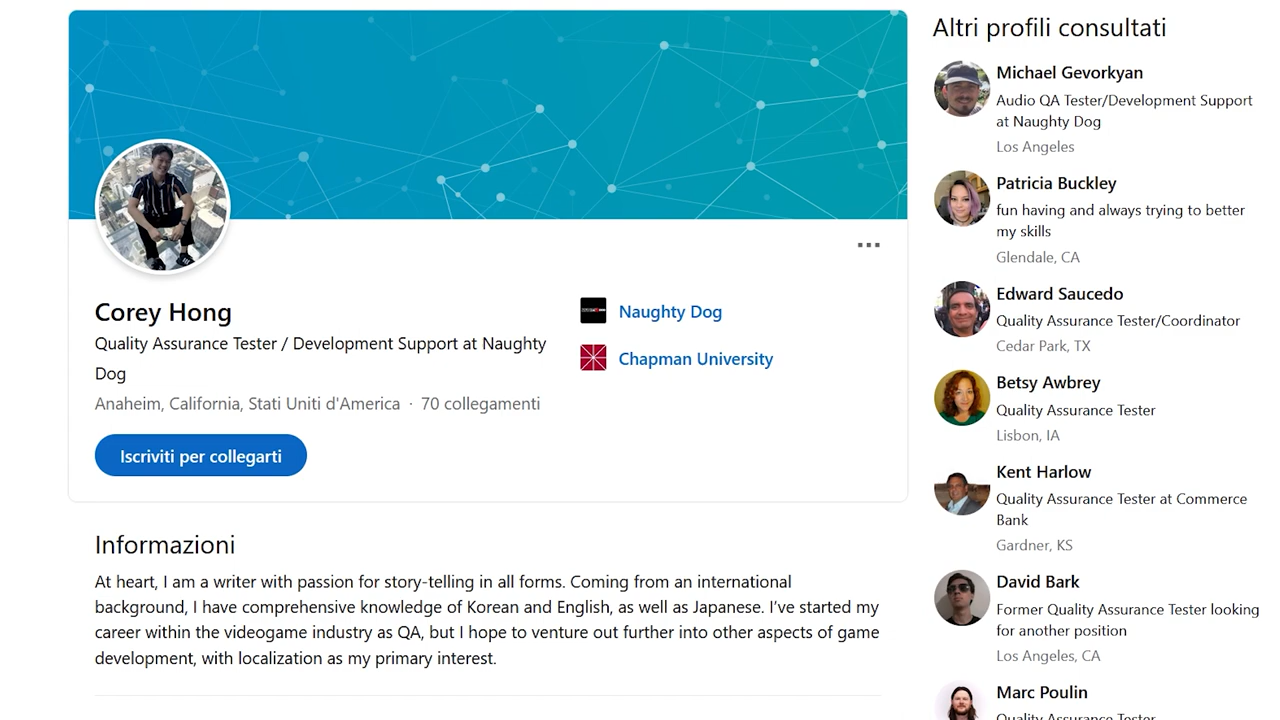 Corey Hong
Quality Assurance Tester / Development Support at Naughty
Dog
Anaheim, California, Stati Uniti d'America · 70 collegamenti
Iscriviti per collegarti
Naughty Dog
Chapman University
Informazioni
At heart, I am a writer with passion for story-telling in all forms. Coming from an international
background, I have comprehensive knowledge of Korean and English, as well as Japanese. I’ve started my
career within the videogame industry as QA, but I hope to venture out further into other aspects of game
development, with localization as my primary interest.
Altri profili consultati
Michael Gevorkyan
Audio QA Tester/Development Support
at Naughty Dog
Los Angeles
Patricia Buckley
fun having and always trying to better
my skills
Glendale, CA
Edward Saucedo
Quality Assurance Tester/Coordinator
Cedar Park, TX
Betsy Awbrey
Quality Assurance Tester
Lisbon, IA
Kent Harlow
Quality Assurance Tester at Commerce
Bank
Gardner, KS
David Bark
Former Quality Assurance Tester looking
for another position
Los Angeles, CA
Marc Poulin
Quality Assurance Tester